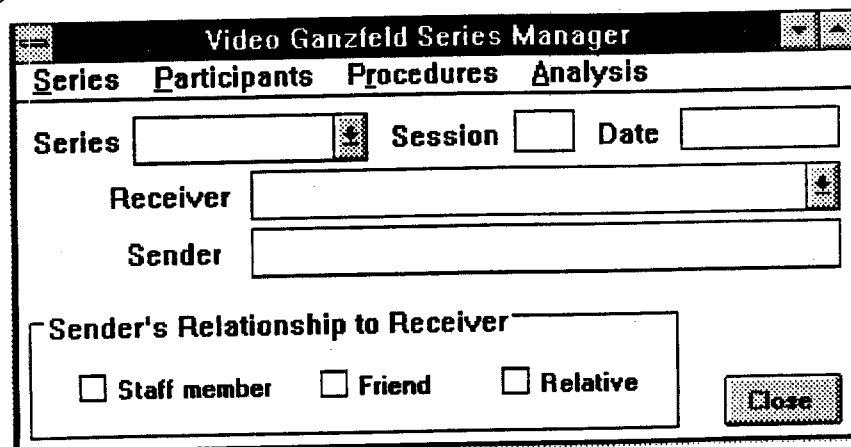 Video Ganzfeld Series Manager
Series Participants Procedures Analysis
Series Session Date
Receiver
Sender
Sender's Relationship to Receiver
Staff member Friend Relative
Close